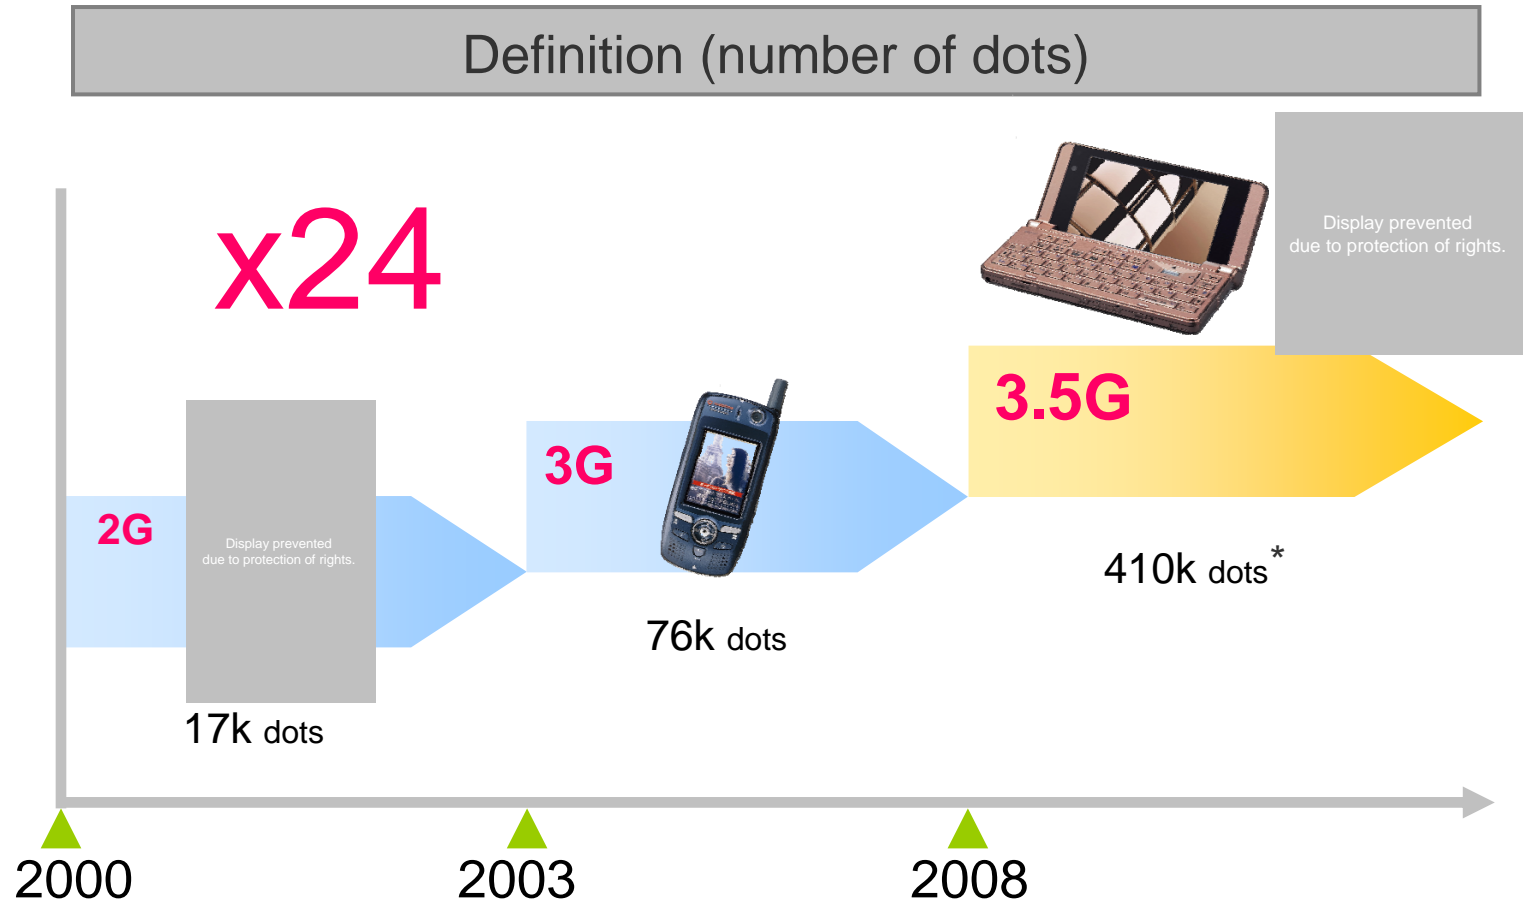 Definition (number of dots)
x24
Display prevented
due to protection of rights.
3.5G
3G
2G
Display prevented
due to protection of rights.
410k dots*
76k dots
17k dots
2000
2003
2008